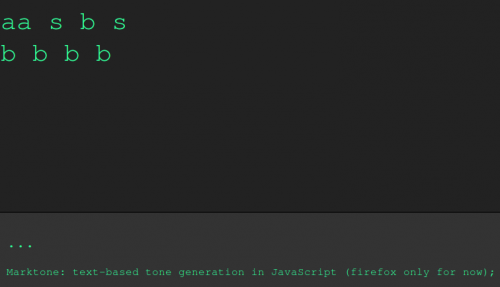 aa s b s
b b b b
...
Marktone: text-based tone generation in JavaScript (firefox only for now);